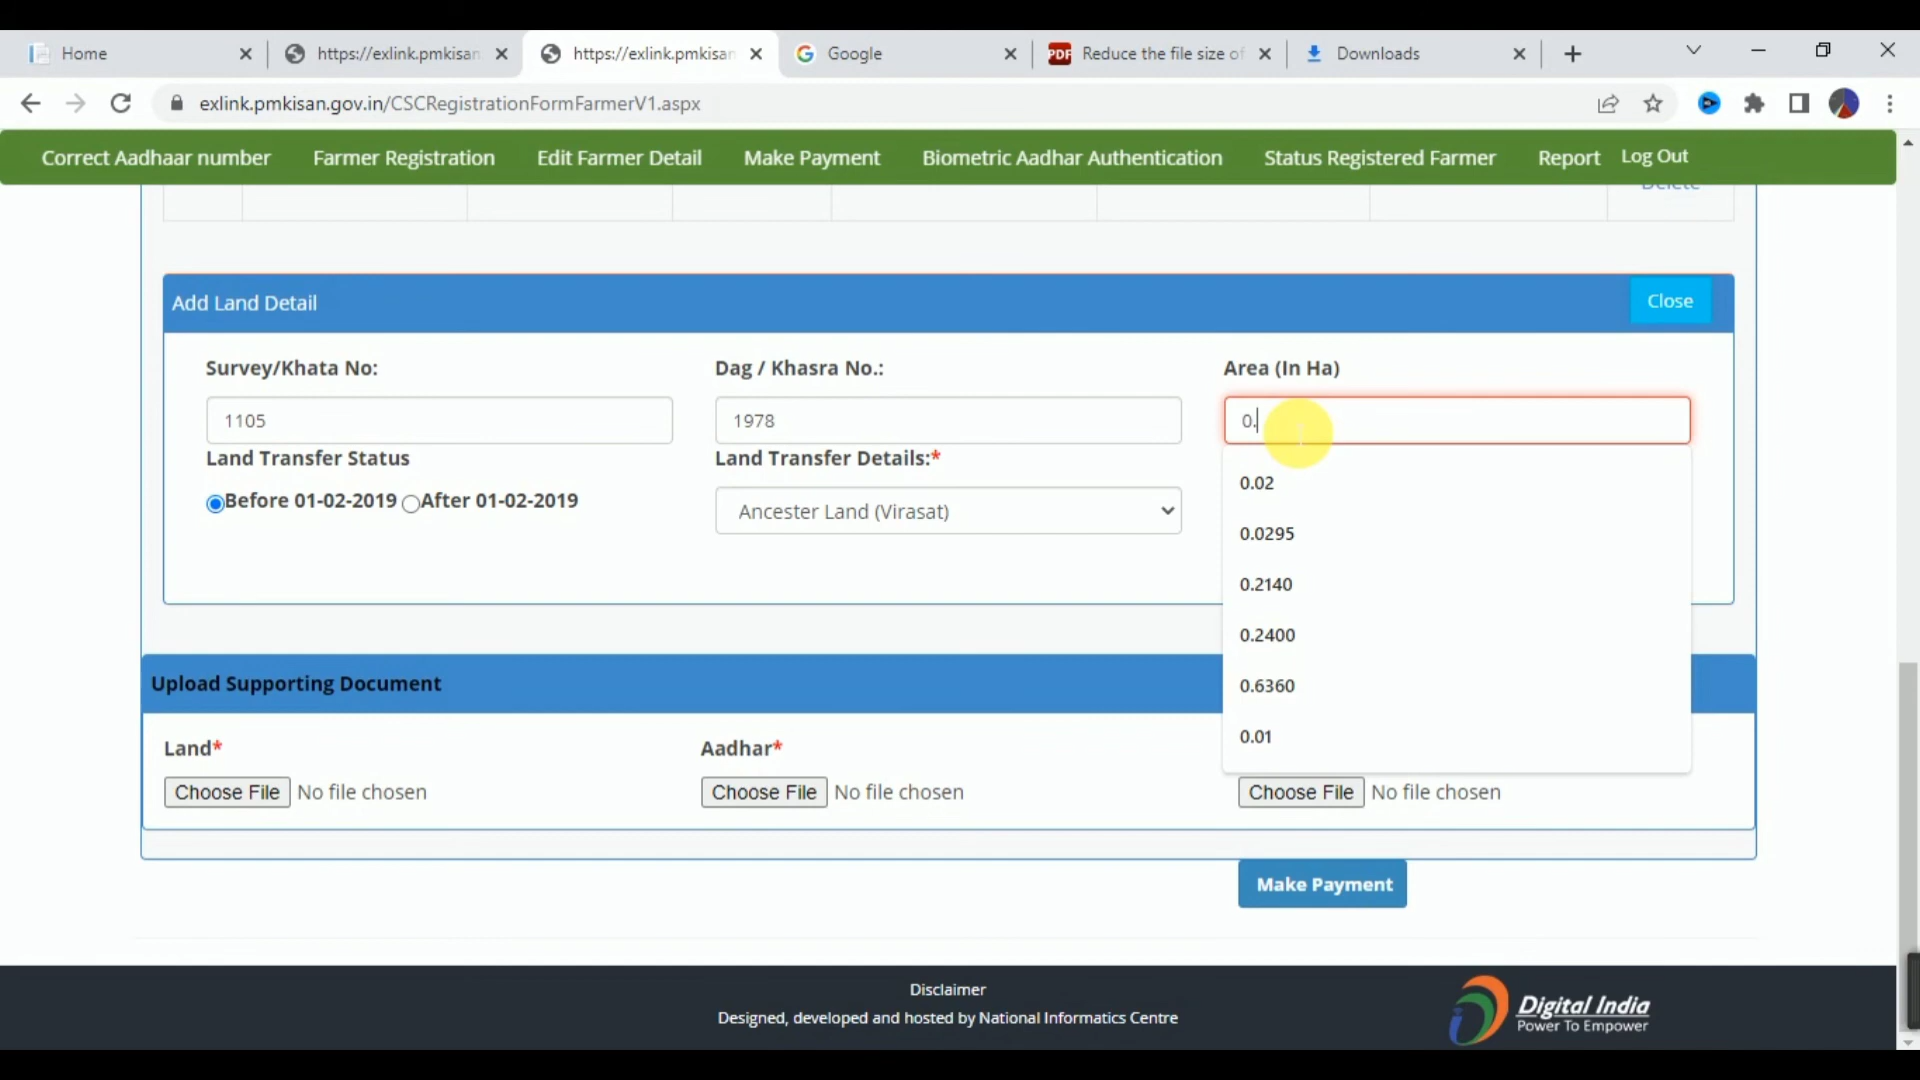 Home
https://exlink.pmkisan
https://exlink.pmkisan
Google
Reduce the file size of
Downloads
exlink.pmkisan.gov.in/CSCRegistrationFormFarmerV1.aspx
Correct Aadhaar number
Farmer Registration
Edit Farmer Detail
Make Payment
Biometric Aadhar Authentication
Status Registered Farmer
Report
Log Out
Delete
Add Land Detail
Close
Survey/Khata No:
Dag / Khasra No.:
Area (In Ha)
1105
1978
0.
Land Transfer Status
Land Transfer Details:*
Before 01-02-2019
After 01-02-2019
Ancester Land (Virasat)
0.02
0.0295
0.2140
0.2400
0.6360
0.01
Upload Supporting Document
Land*
Aadhar*
Choose File No file chosen
Choose File No file chosen
Choose File No file chosen
Make Payment
Disclaimer
Designed, developed and hosted by National Informatics Centre
Digital India
Power To Empower
PDF